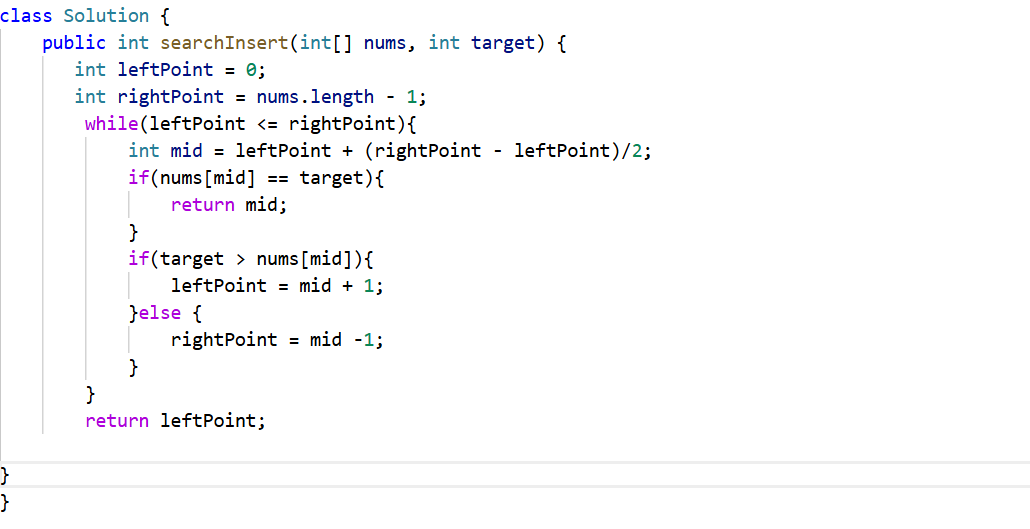 class Solution {
    public int searchInsert(int[] nums, int target) {
       int leftPoint = 0;
       int rightPoint = nums.length - 1;
        while(leftPoint <= rightPoint){
            int mid = leftPoint + (rightPoint - leftPoint)/2;
            if(nums[mid] == target){
                return mid;
            }
            if(target > nums[mid]){
                leftPoint = mid + 1;
            }else {
                rightPoint = mid -1;
            }
        }
        return leftPoint;
}
}